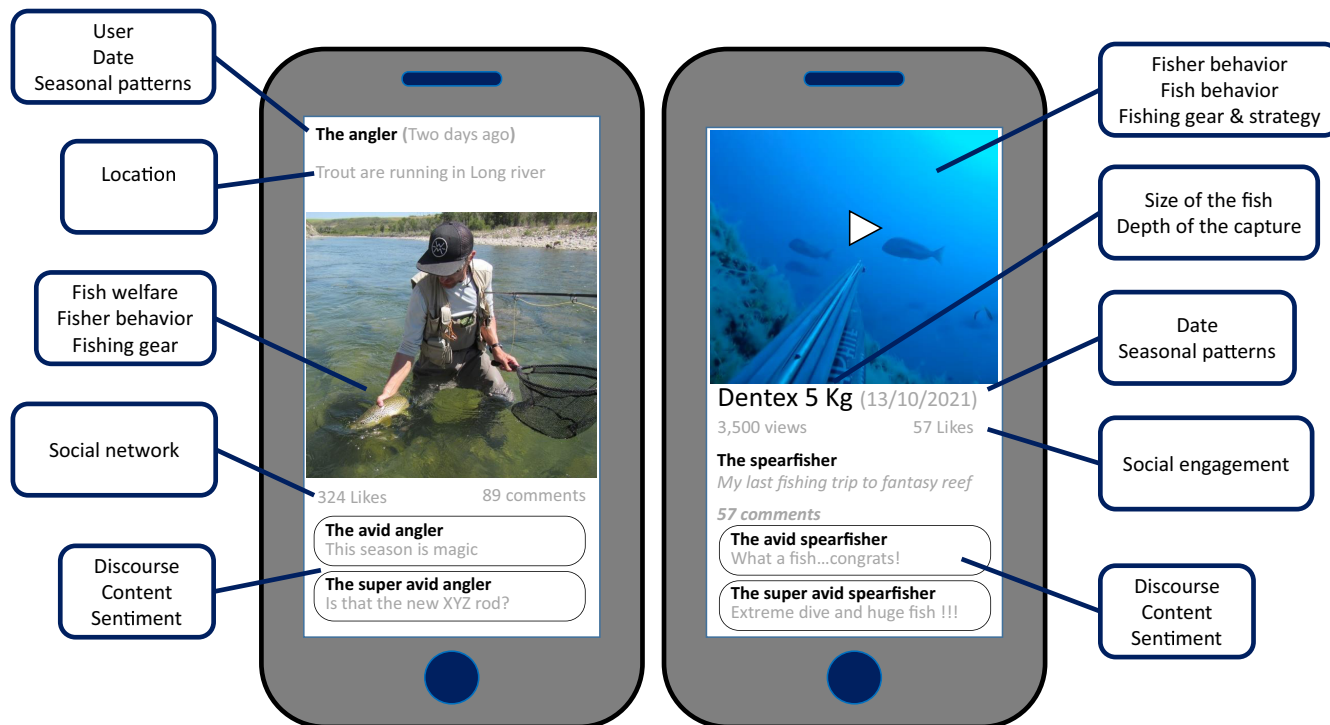 User
Date
Seasonal patterns
Location
Fish welfare
Fisher behavior
Fishing gear
Social network
Discourse
Content
Sentiment
The angler (Two days ago)
Trout are running in Long river
324 Likes 89 comments
The avid angler
This season is magic
The super avid angler
Is that the new XYZ rod?
Dentex 5 Kg (13/10/2021)
3,500 views 57 Likes
The spearfisher
My last fishing trip to fantasy reef
57 comments
The avid spearfisher
What a fish...congrats!
The super avid spearfisher
Extreme dive and huge fish !!!
Fisher behavior
Fish behavior
Fishing gear & strategy
Size of the fish
Depth of the capture
Date
Seasonal patterns
Social engagement
Discourse
Content
Sentiment